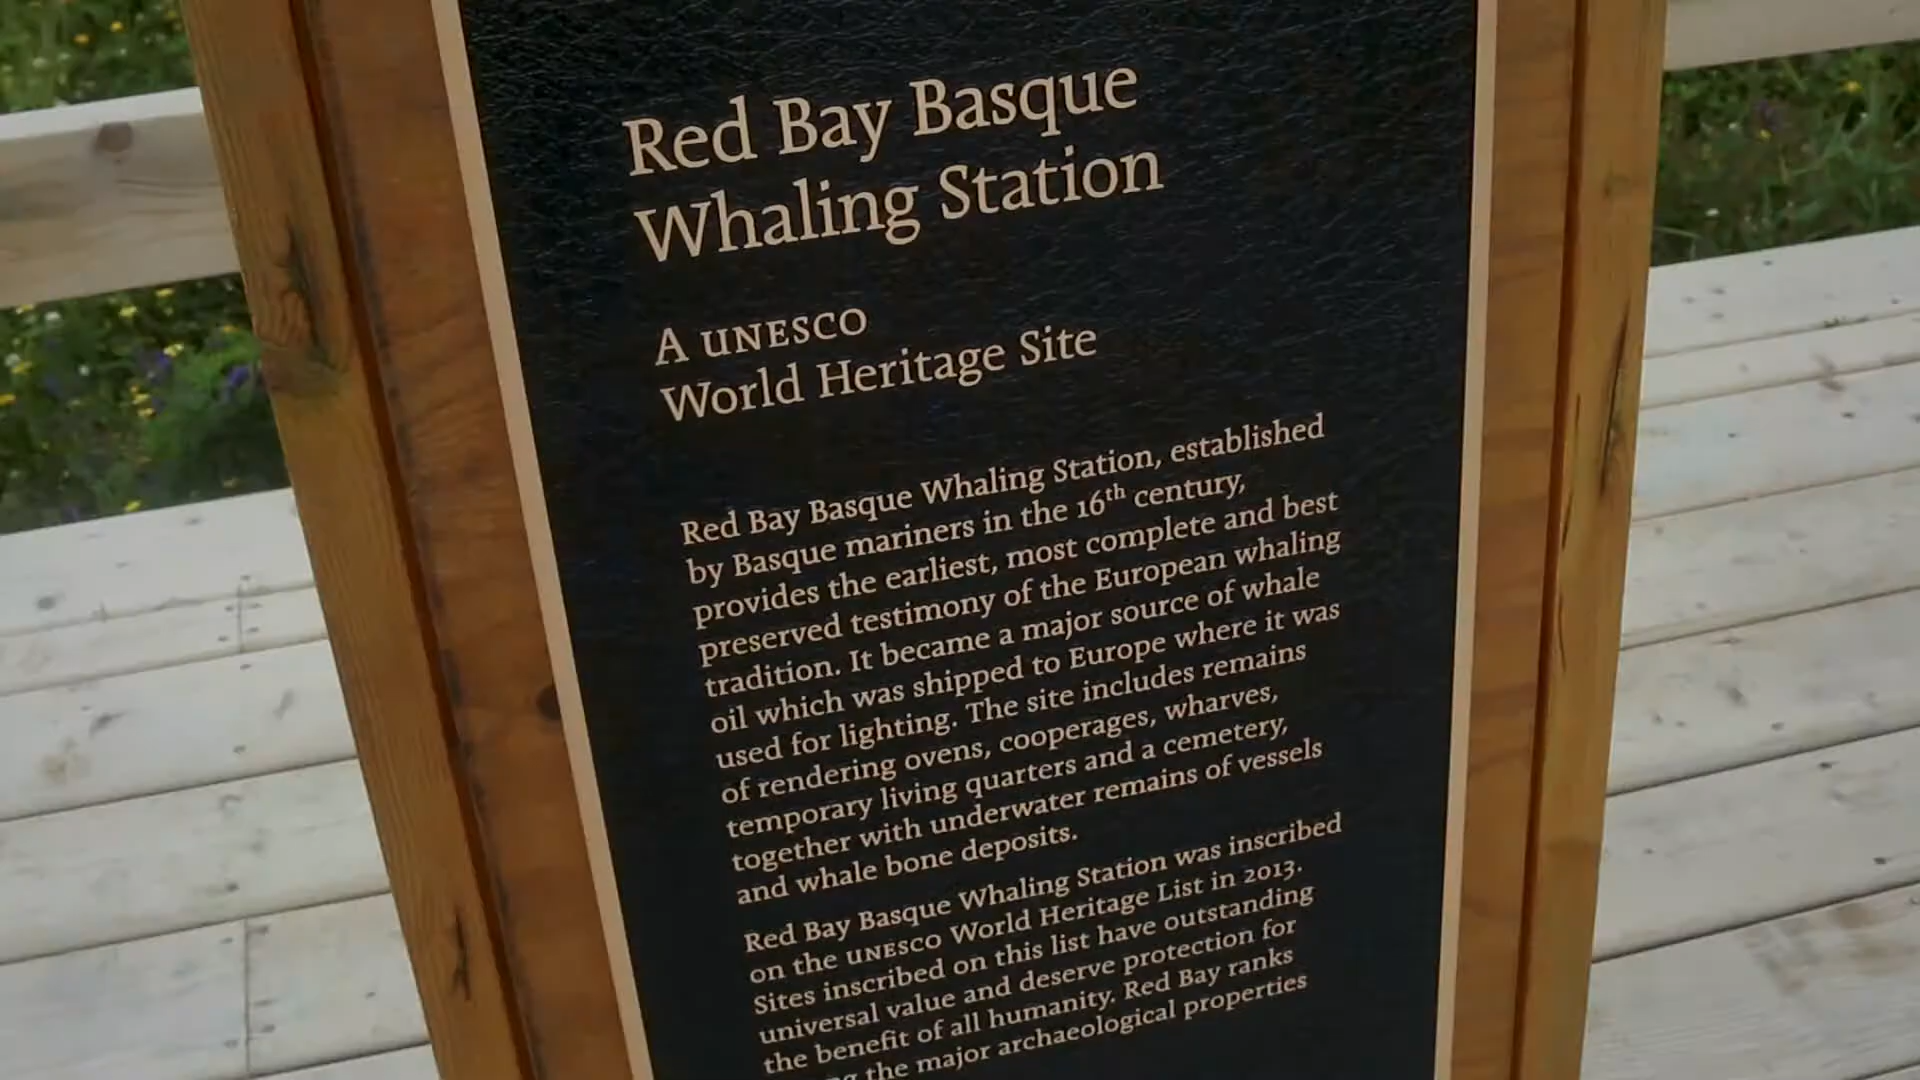 Red Bay Basque
Whaling Station
A UNESCO
World Heritage Site
Red Bay Basque Whaling Station, established
by Basque mariners in the 16th century,
provides the earliest, most complete and best
preserved testimony of the European whaling
tradition. It became a major source of whale
oil which was shipped to Europe where it was
used for lighting. The site includes remains
of rendering ovens, cooperages, wharves,
temporary living quarters and a cemetery,
together with underwater remains of vessels
and whale bone deposits.
Red Bay Basque Whaling Station was inscribed
on the UNESCO World Heritage List in 2013.
Sites inscribed on this list have outstanding
universal value and deserve protection for
the benefit of all humanity. Red Bay ranks
the major archaeological properties